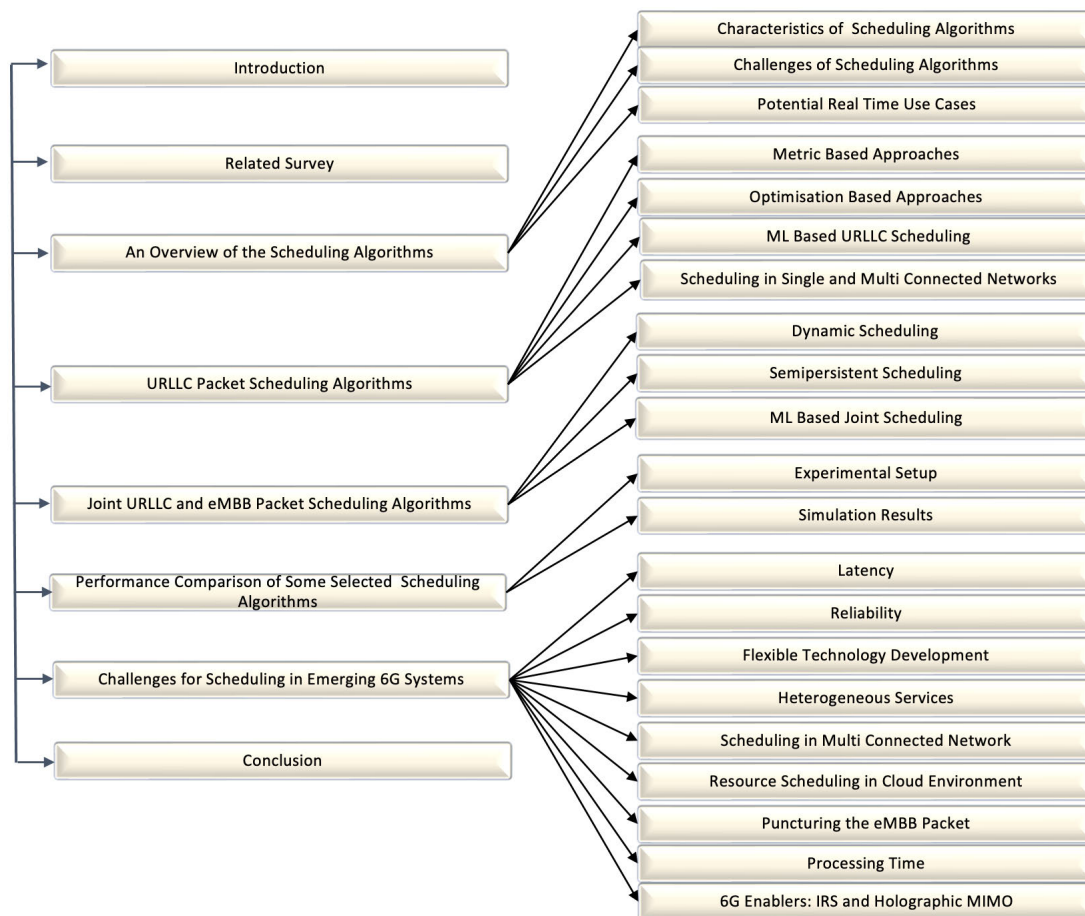 Introduction
Related Survey
An Overview of the Scheduling Algorithms
Characteristics of Scheduling Algorithms
Challenges of Scheduling Algorithms
Potential Real Time Use Cases
URLLC Packet Scheduling Algorithms
Metric Based Approaches
Optimisation Based Approaches
ML Based URLLC Scheduling
Scheduling in Single and Multi Connected Networks
Joint URLLC and eMBB Packet Scheduling Algorithms
Dynamic Scheduling
Semipersistent Scheduling
ML Based Joint Scheduling
Performance Comparison of Some Selected Scheduling
Algorithms
Experimental Setup
Simulation Results
Challenges for Scheduling in Emerging 6G Systems
Latency
Reliability
Flexible Technology Development
Heterogeneous Services
Scheduling in Multi Connected Network
Resource Scheduling in Cloud Environment
Puncturing the eMBB Packet
Processing Time
6G Enablers: IRS and Holographic MIMO
Conclusion